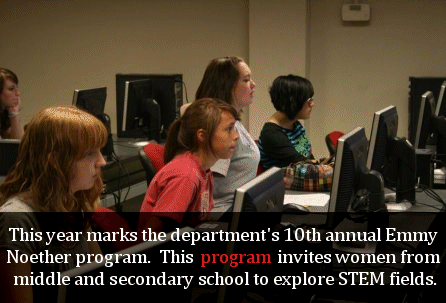 This year marks the department's 10th annual Emmy
Noether program. This program invites women from
middle and secondary school to explore STEM fields.